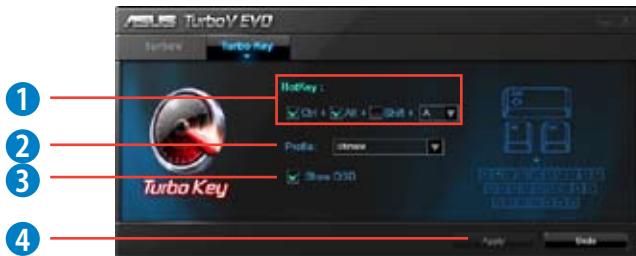 ASUS TurboV EVO
TurboV Turbo Key
1
HotKey :
Ctrl + Alt + Shift + A
2
Profile:
3
Show OSD
Turbo Key
4
Apply Undo